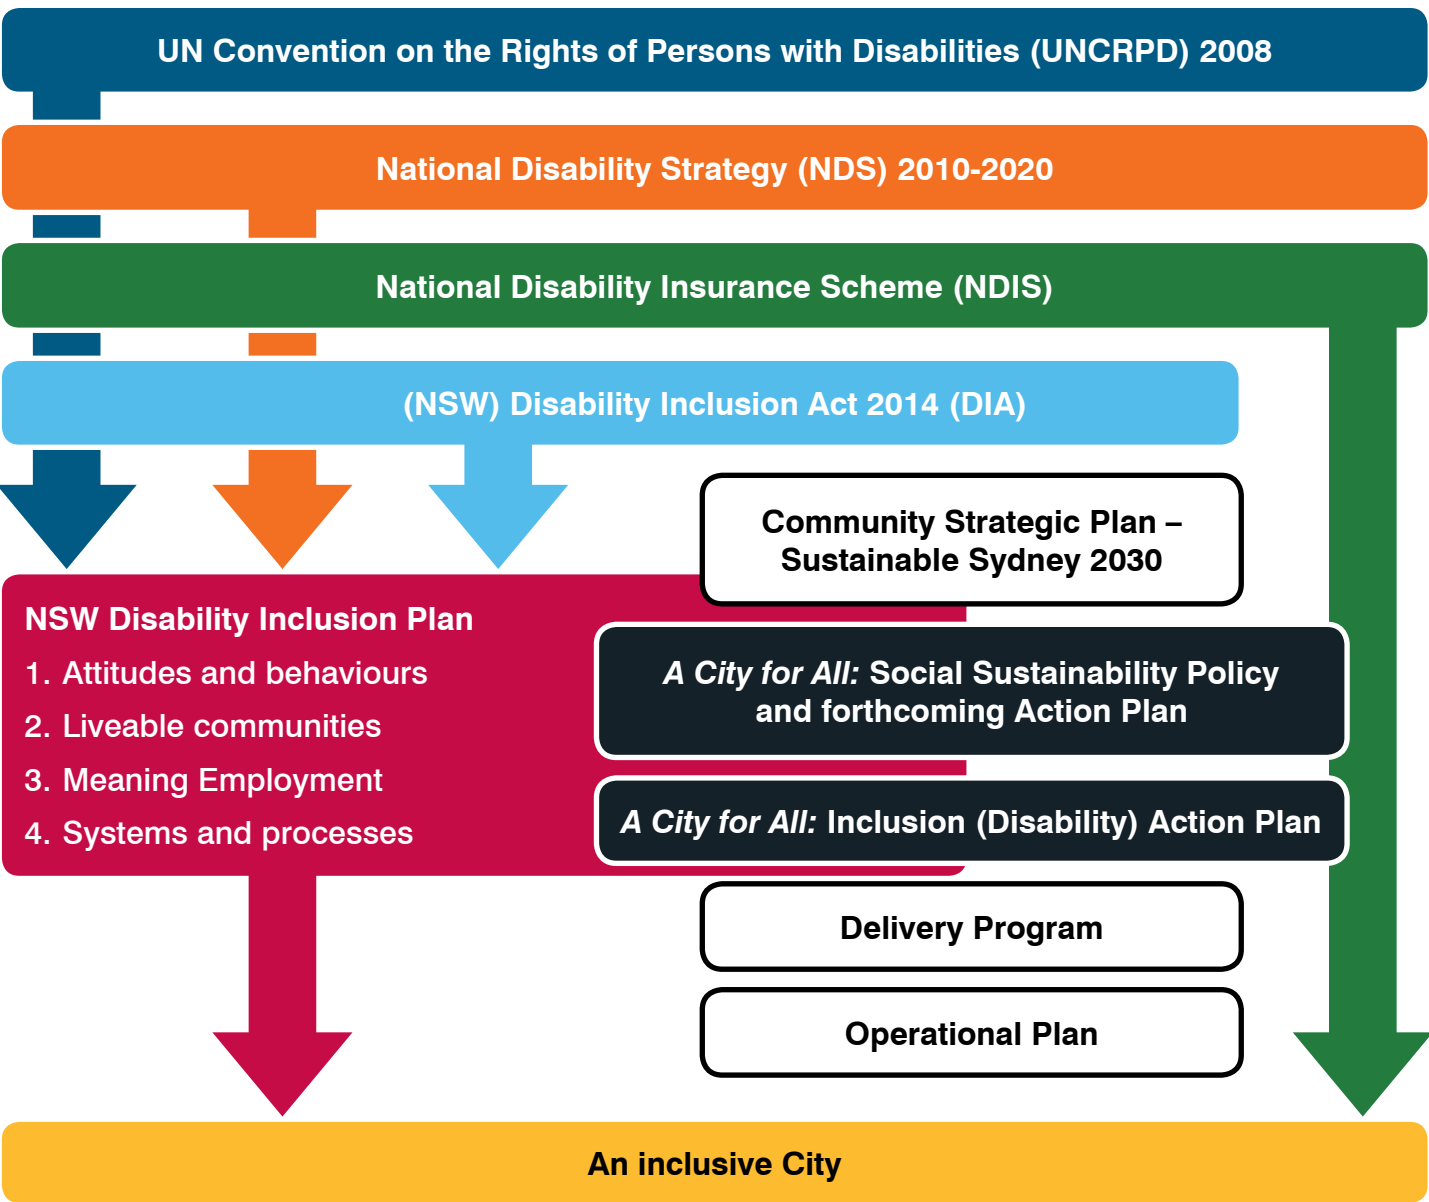 UN Convention on the Rights of Persons with Disabilities (UNCRPD) 2008
National Disability Strategy (NDS) 2010-2020
National Disability Insurance Scheme (NDIS)
(NSW) Disability Inclusion Act 2014 (DIA)
Community Strategic Plan –
Sustainable Sydney 2030
NSW Disability Inclusion Plan
1. Attitudes and behaviours
2. Liveable communities
3. Meaning Employment
4. Systems and processes
A City for All: Social Sustainability Policy
and forthcoming Action Plan
A City for All: Inclusion (Disability) Action Plan
Delivery Program
Operational Plan
An inclusive City